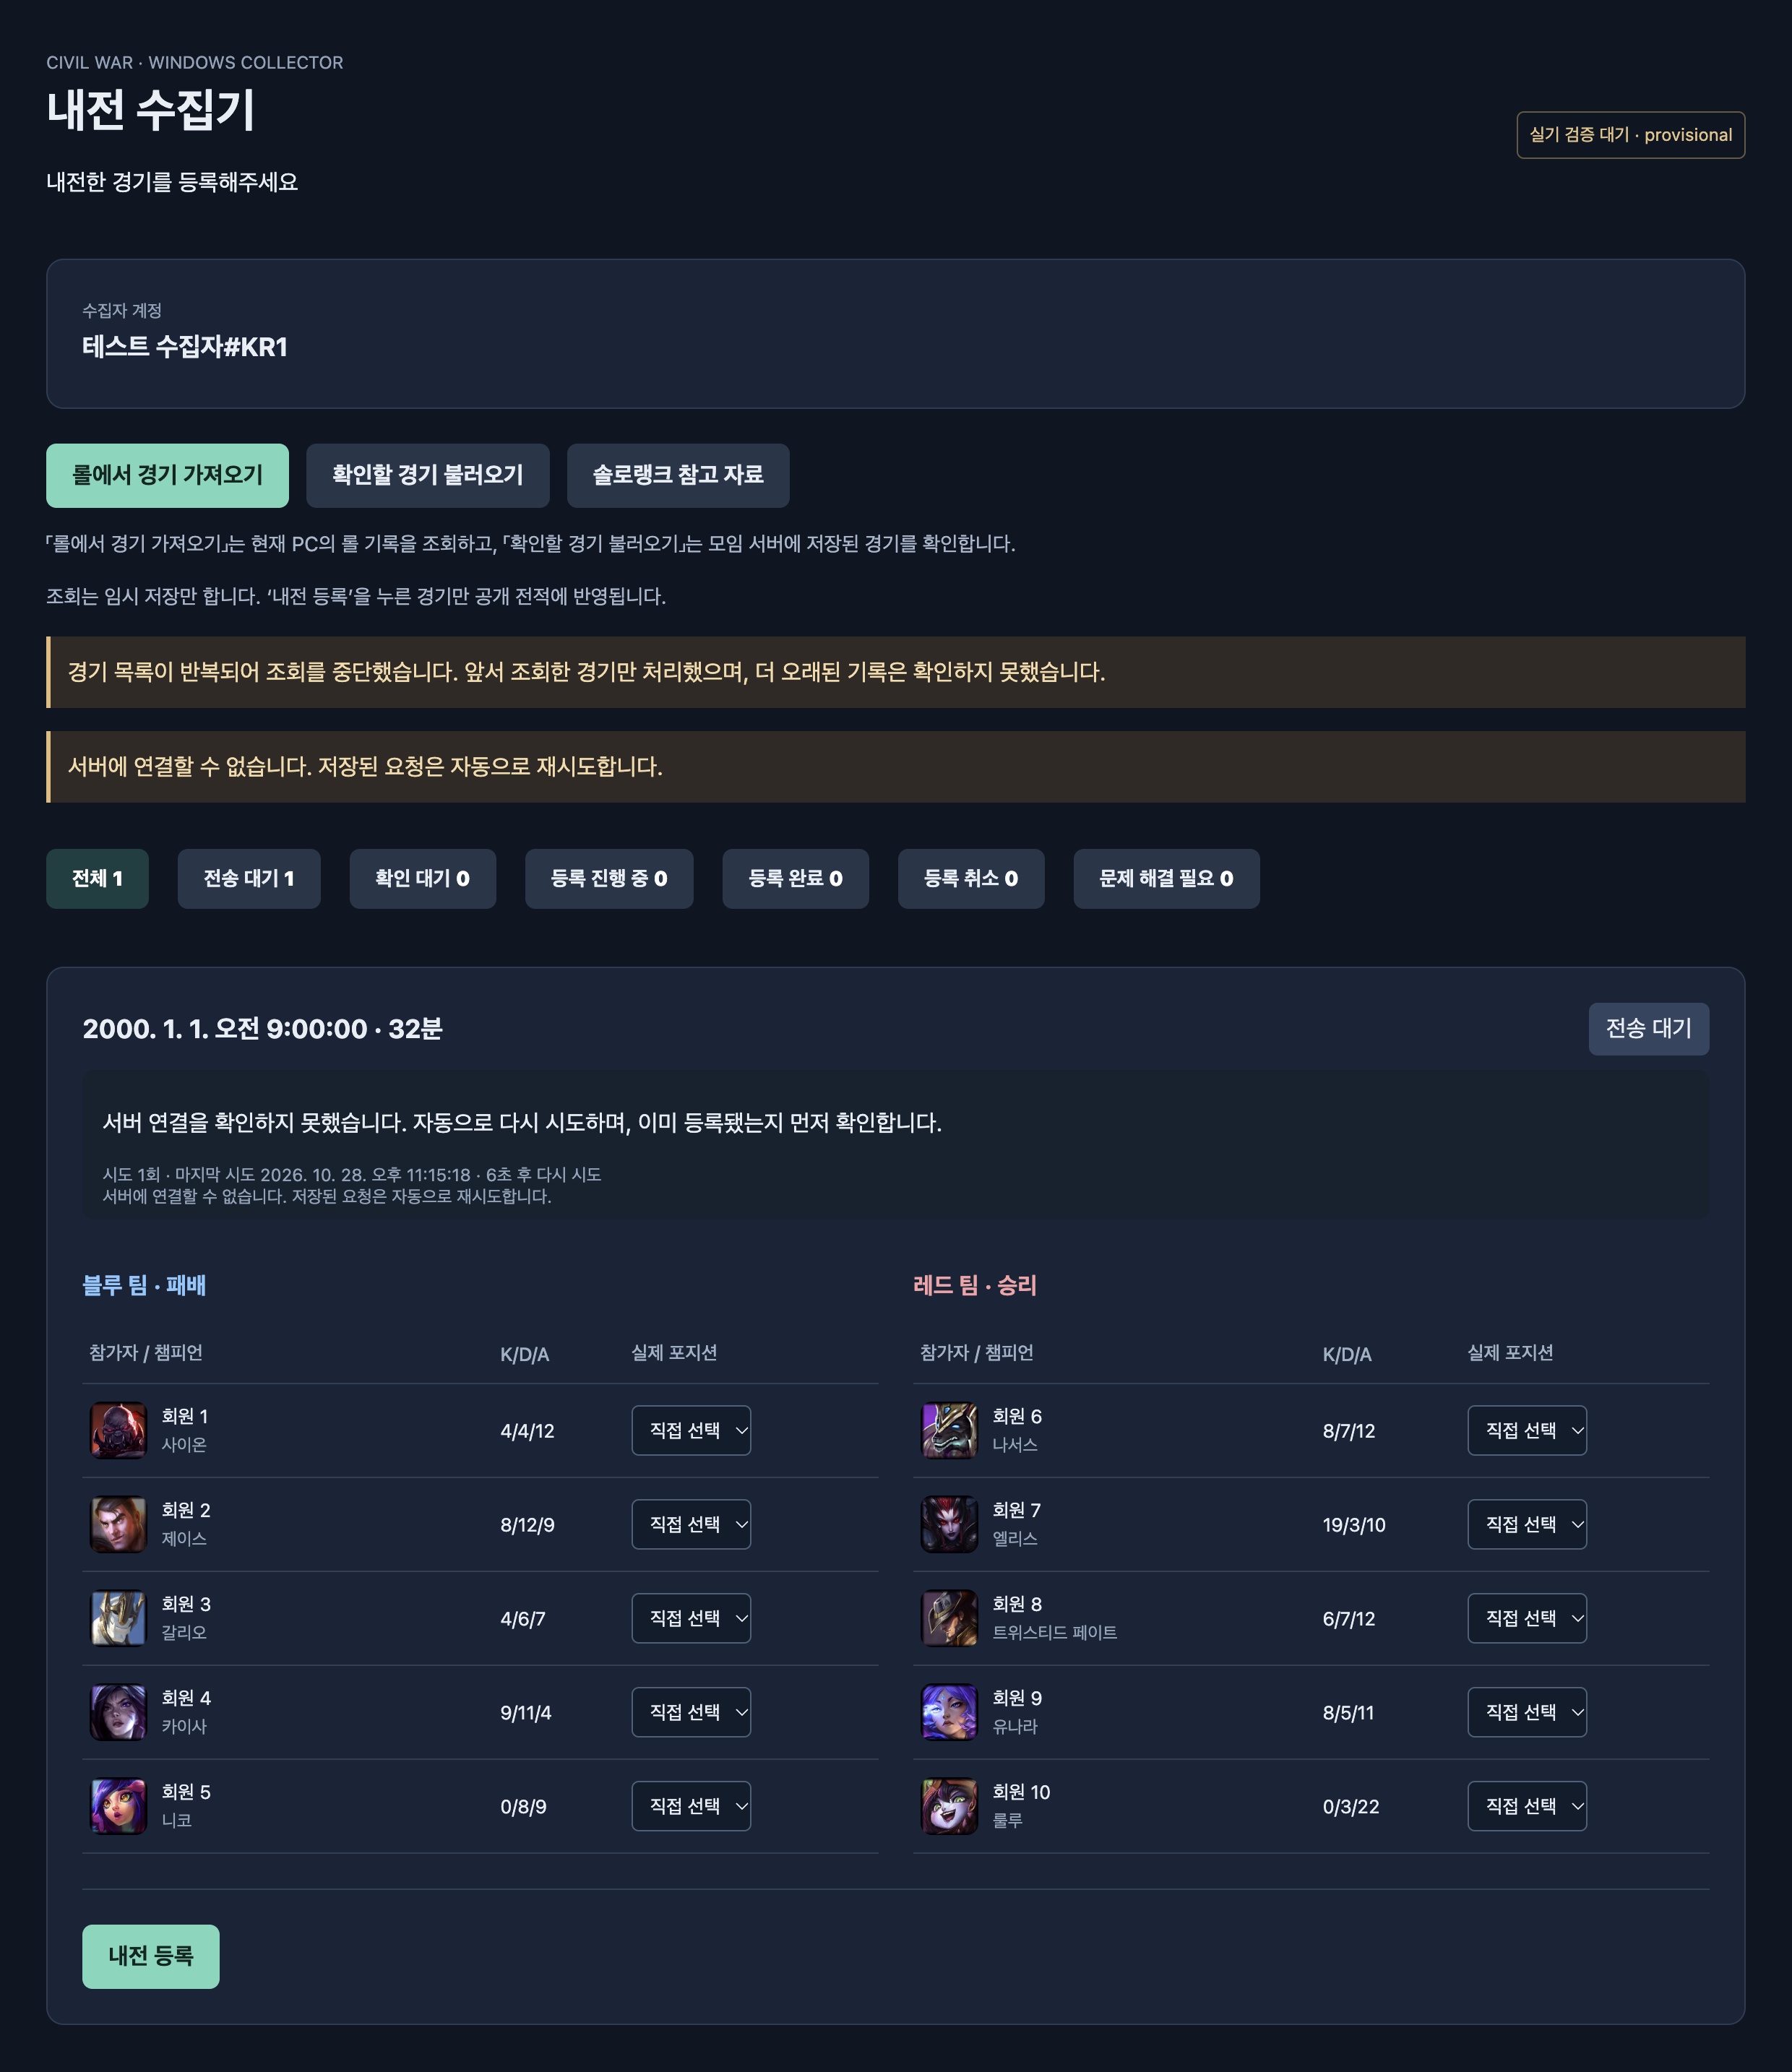 CIVIL WAR · WINDOWS COLLECTOR
내전 수집기
실기 검증 대기 · provisional
내전한 경기를 등록해주세요
수집자 계정
테스트 수집자#KR1
롤에서 경기 가져오기
확인할 경기 불러오기
솔로랭크 참고 자료
「롤에서 경기 가져오기」는 현재 PC의 롤 기록을 조회하고, 「확인할 경기 불러오기」는 모임 서버에 저장된 경기를 확인합니다.
조회는 임시 저장만 합니다. ‘내전 등록’을 누른 경기만 공개 전적에 반영됩니다.
경기 목록이 반복되어 조회를 중단했습니다. 앞서 조회한 경기만 처리했으며, 더 오래된 기록은 확인하지 못했습니다.
서버에 연결할 수 없습니다. 저장된 요청은 자동으로 재시도합니다.
전체 1
전송 대기 1
확인 대기 0
등록 진행 중 0
등록 완료 0
등록 취소 0
문제 해결 필요 0
2000. 1. 1. 오전 9:00:00 · 32분
전송 대기
서버 연결을 확인하지 못했습니다. 자동으로 다시 시도하며, 이미 등록됐는지 먼저 확인합니다.
시도 1회 · 마지막 시도 2026. 10. 28. 오후 11:15:18 · 6초 후 다시 시도
서버에 연결할 수 없습니다. 저장된 요청은 자동으로 재시도합니다.
블루 팀 · 패배
참가자 / 챔피언 K/D/A 실제 포지션
회원 1
사이온
4/4/12
직접 선택
회원 2
제이스
8/12/9
직접 선택
회원 3
갈리오
4/6/7
직접 선택
회원 4
카이사
9/11/4
직접 선택
회원 5
니코
0/8/9
직접 선택
레드 팀 · 승리
참가자 / 챔피언 K/D/A 실제 포지션
회원 6
나서스
8/7/12
직접 선택
회원 7
엘리스
19/3/10
직접 선택
회원 8
트위스티드 페이트
6/7/12
직접 선택
회원 9
유나라
8/5/11
직접 선택
회원 10
룰루
0/3/22
직접 선택
내전 등록